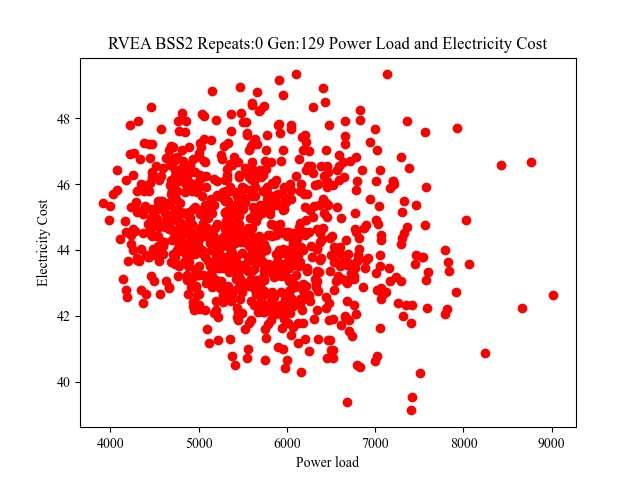 RVEA BSS2 Repeats:0 Gen:129 Power Load and Electricity Cost
48
46
44
42
40
Electricity Cost
4000 5000 6000 7000 8000 9000
Power load